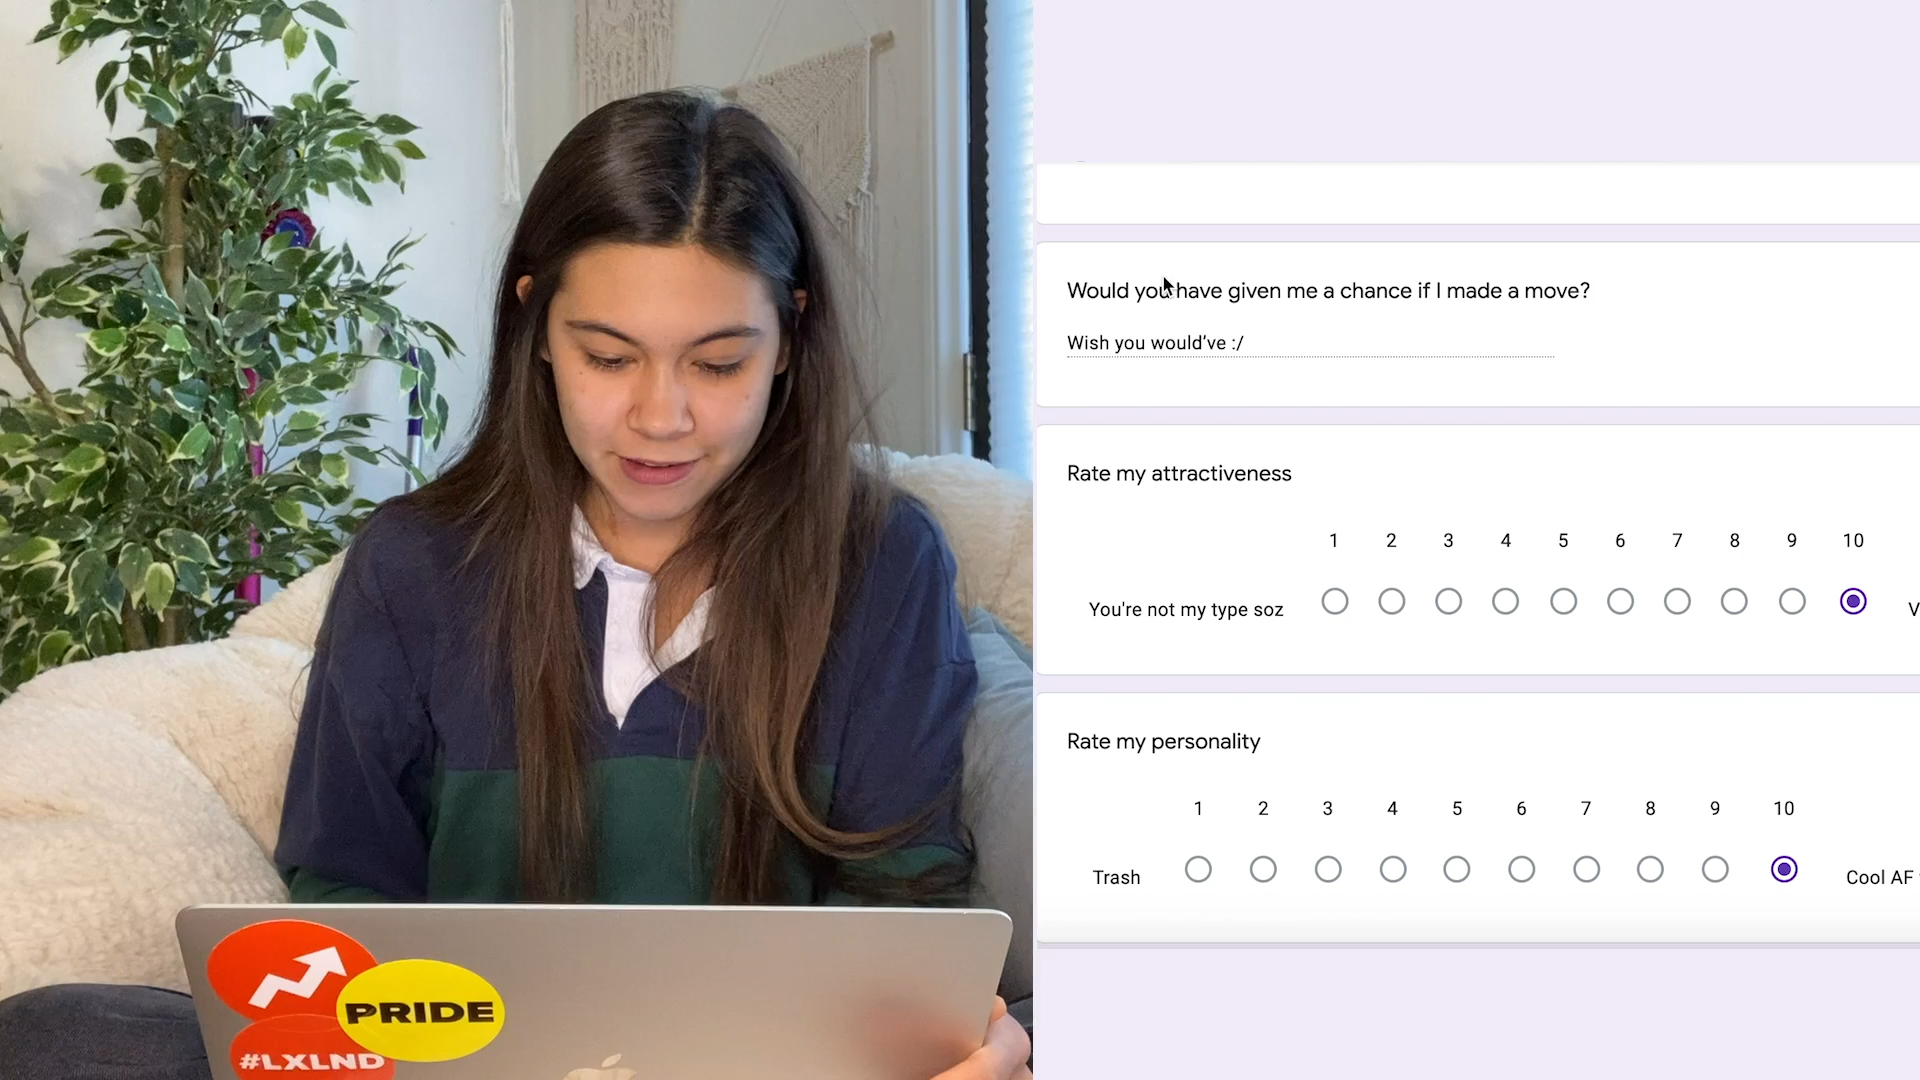 Would you have given me a chance if I made a move?
Wish you would've :/
Rate my attractiveness
1 2 3 4 5 6 7 8 9 10
You're not my type soz
V
Rate my personality
1 2 3 4 5 6 7 8 9 10
Trash
Cool AF
PRIDE
#LXLND